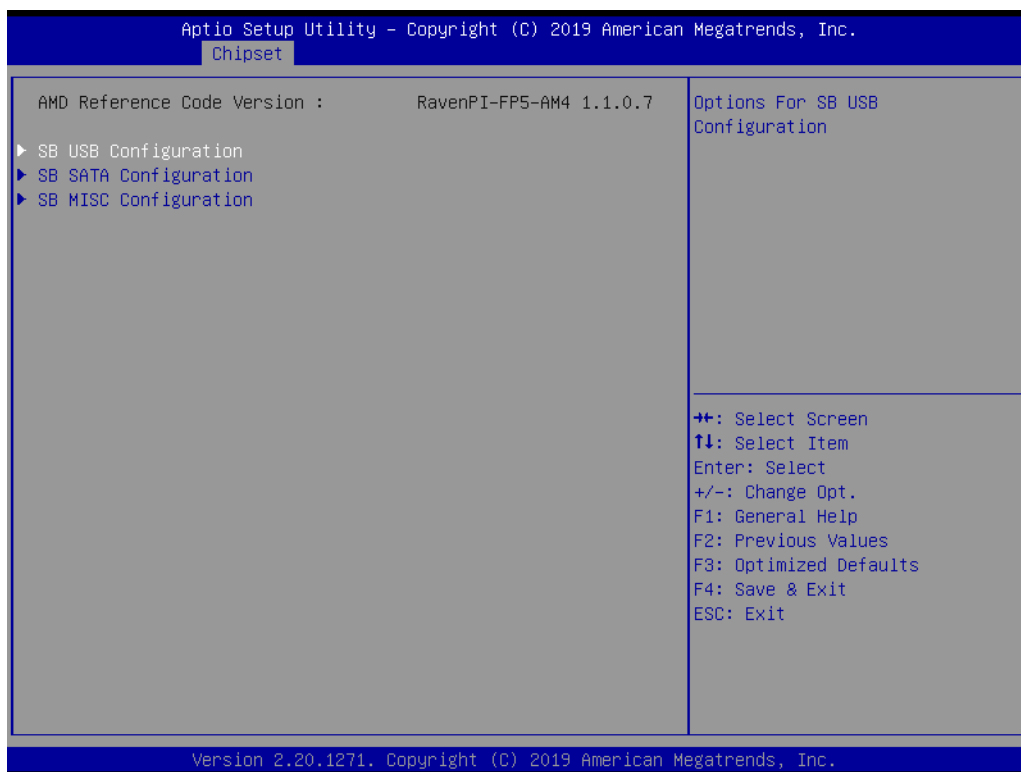 Aptio Setup Utility – Copyright (C) 2019 American Megatrends, Inc.
Chipset
AMD Reference Code Version : RavenPI-FP5-AM4 1.1.0.7
▶ SB USB Configuration
▶ SB SATA Configuration
▶ SB MISC Configuration
Options For SB USB
Configuration
→←: Select Screen
↑↓: Select Item
Enter: Select
+/-: Change Opt.
F1: General Help
F2: Previous Values
F3: Optimized Defaults
F4: Save & Exit
ESC: Exit
Version 2.20.1271. Copyright (C) 2019 American Megatrends, Inc.